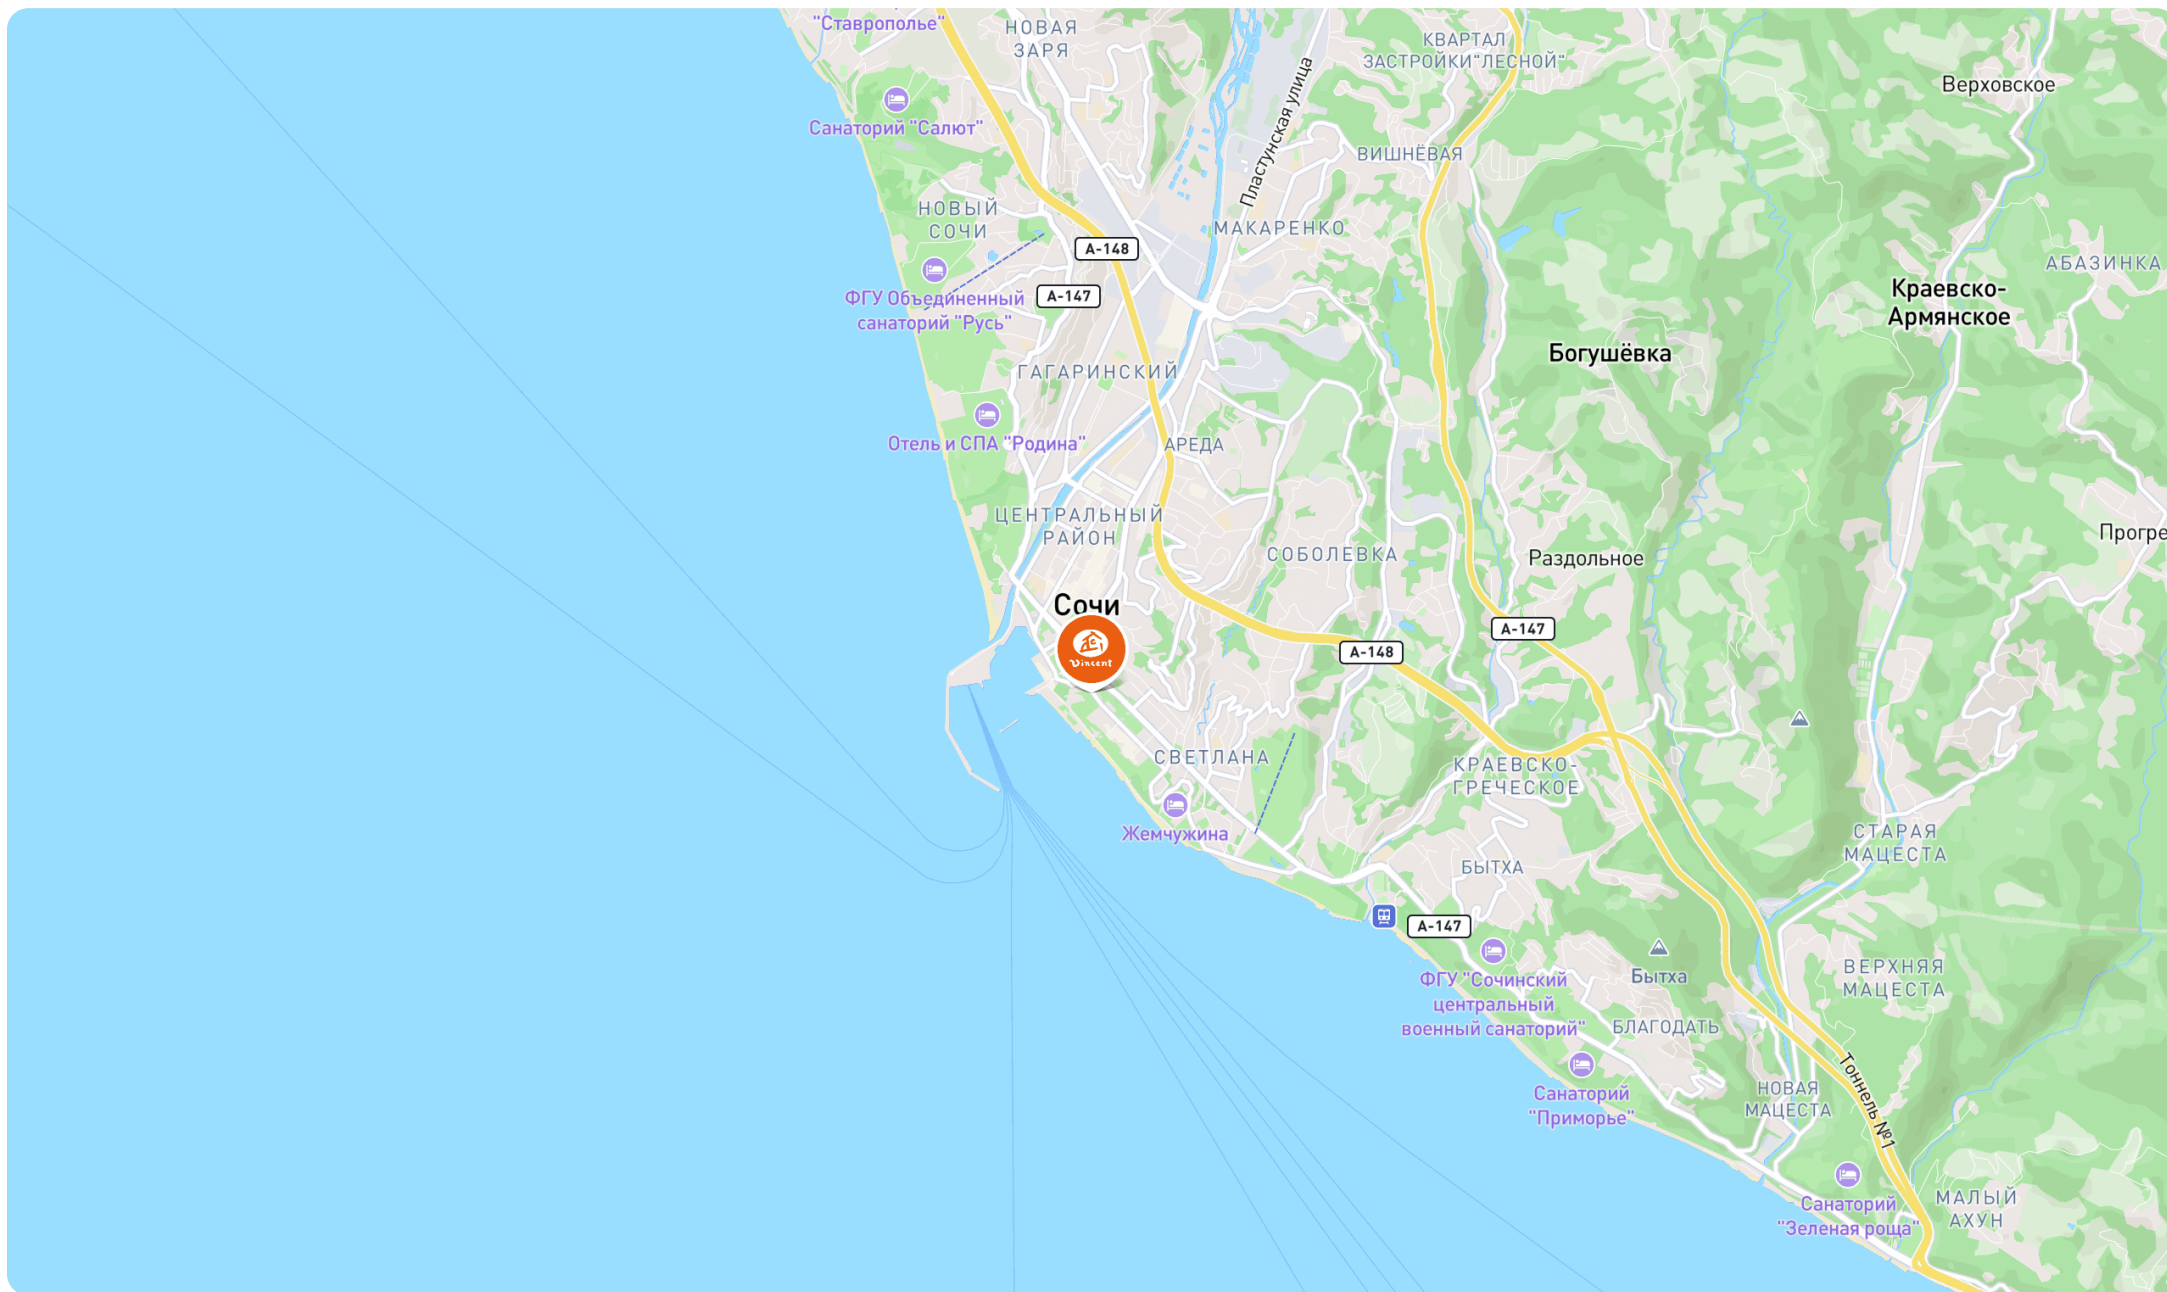 "Ставрополье"
НОВАЯ
ЗАРЯ
КВАРТАЛ
ЗАСТРОЙКИ"ЛЕСНОЙ"
Верховское
Санаторий "Салют"
Пластунская улица
ВИШНЁВАЯ
НОВЫЙ
СОЧИ
МАКАРЕНКО
А-148
АБАЗИНКА
А-147
ФГУ Объединенный
санаторий "Русь"
Краевско-
Армянское
Богушёвка
ГАГАРИНСКИЙ
Отель и СПА "Родина"
АРЕДА
ЦЕНТРАЛЬНЫЙ
РАЙОН
Прогре
СОБОЛЕВКА
Раздольное
Сочи
Vincent
А-147
А-148
СВЕТЛАНА
КРАЕВСКО-
ГРЕЧЕСКОЕ
Жемчужина
СТАРАЯ
МАЦЕСТА
БЫТХА
А-147
ФГУ "Сочинский
центральный
военный санаторий"
Бытха
ВЕРХНЯЯ
МАЦЕСТА
БЛАГОДАТЬ
Санаторий
"Приморье"
НОВАЯ
МАЦЕСТА
Тоннель №1
Санаторий
"Зеленая роща"
МАЛЫЙ
АХУН